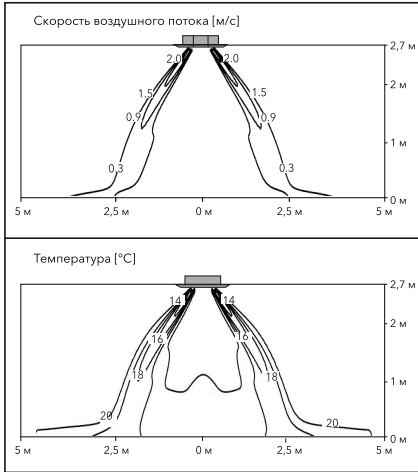 Скорость воздушного потока [м/с]
2.0 2.0 2,7 м
1.5 1.5 2 м
0.9 0.9
1 м
0.3 0.3
0 м
5 м 2,5 м 0 м 2,5 м 5 м
Температура [°C]
14 14 2,7 м
2 м
16 16
18 18 1 м
20 20
0 м
5 м 2,5 м 0 м 2,5 м 5 м